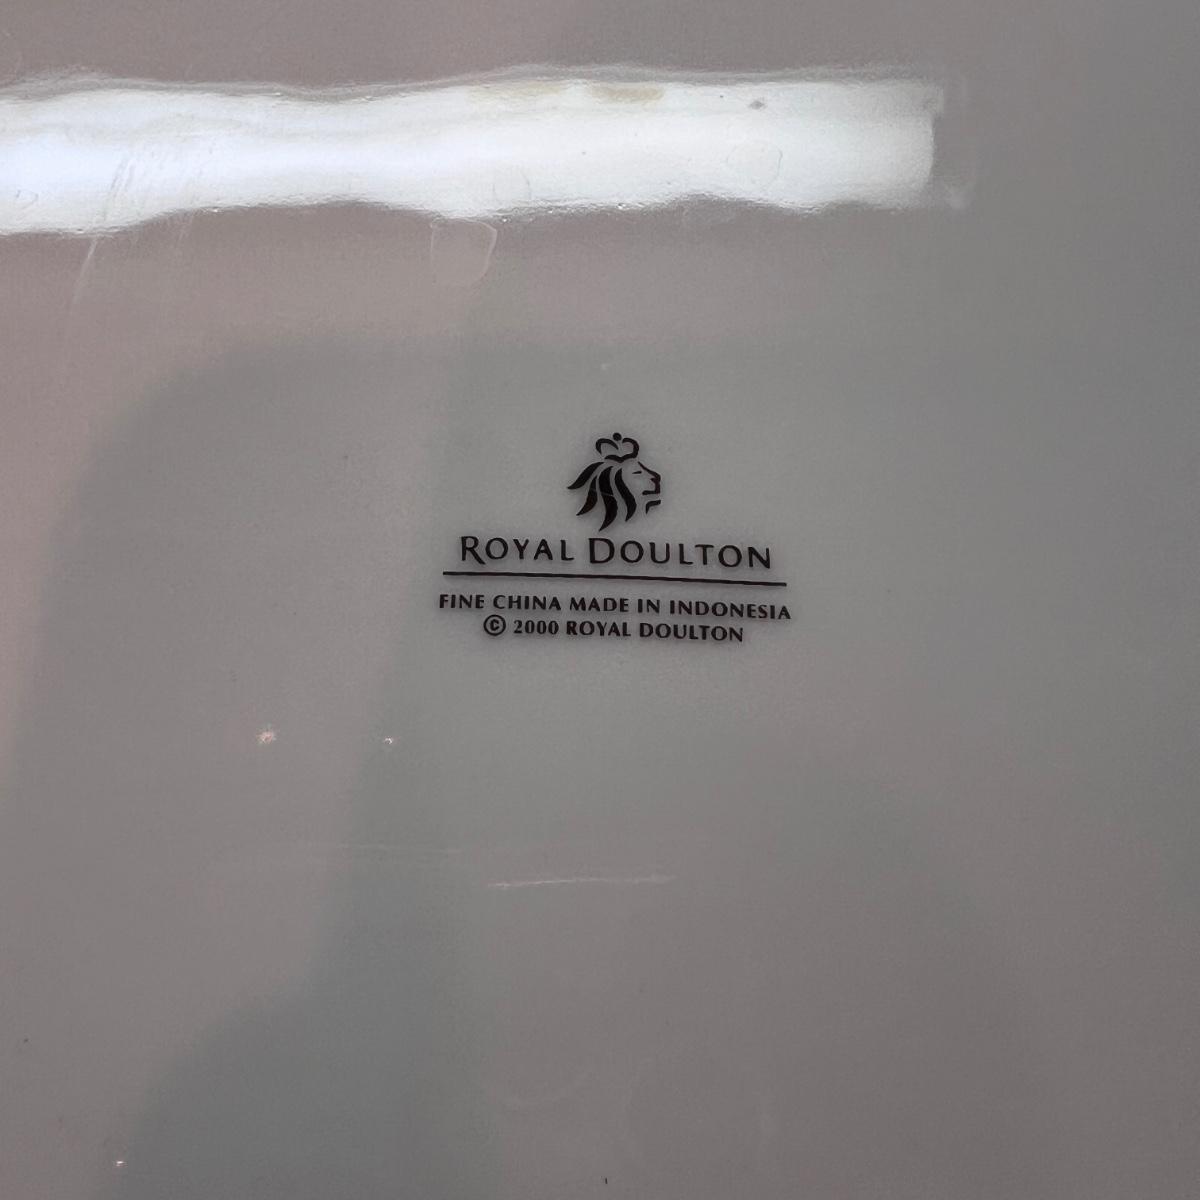 ROYAL DOULTON
FINE CHINA MADE IN INDONESIA
© 2000 ROYAL DOULTON